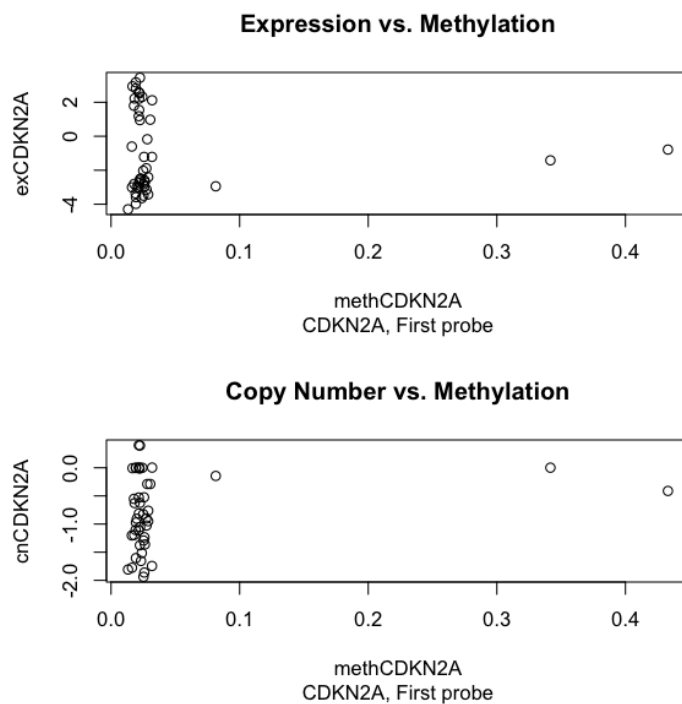 Expression vs. Methylation
exCDKN2A
2
0
-4
0.0 0.1 0.2 0.3 0.4
methCDKN2A
CDKN2A, First probe
Copy Number vs. Methylation
cnCDKN2A
0.0
-1.0
-2.0
0.0 0.1 0.2 0.3 0.4
methCDKN2A
CDKN2A, First probe